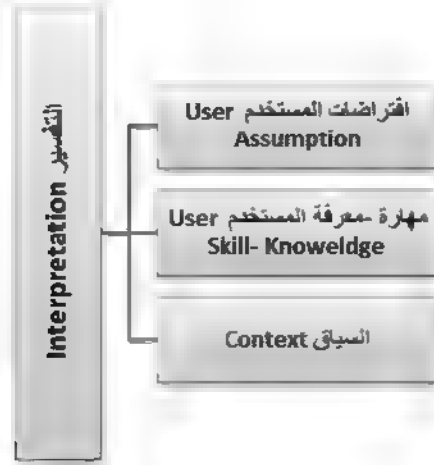 التفسير Interpretation
افتراضات المستخدم User
Assumption
مهارة -معرفة المستخدم User
Skill- Knoweldge
السياق Context